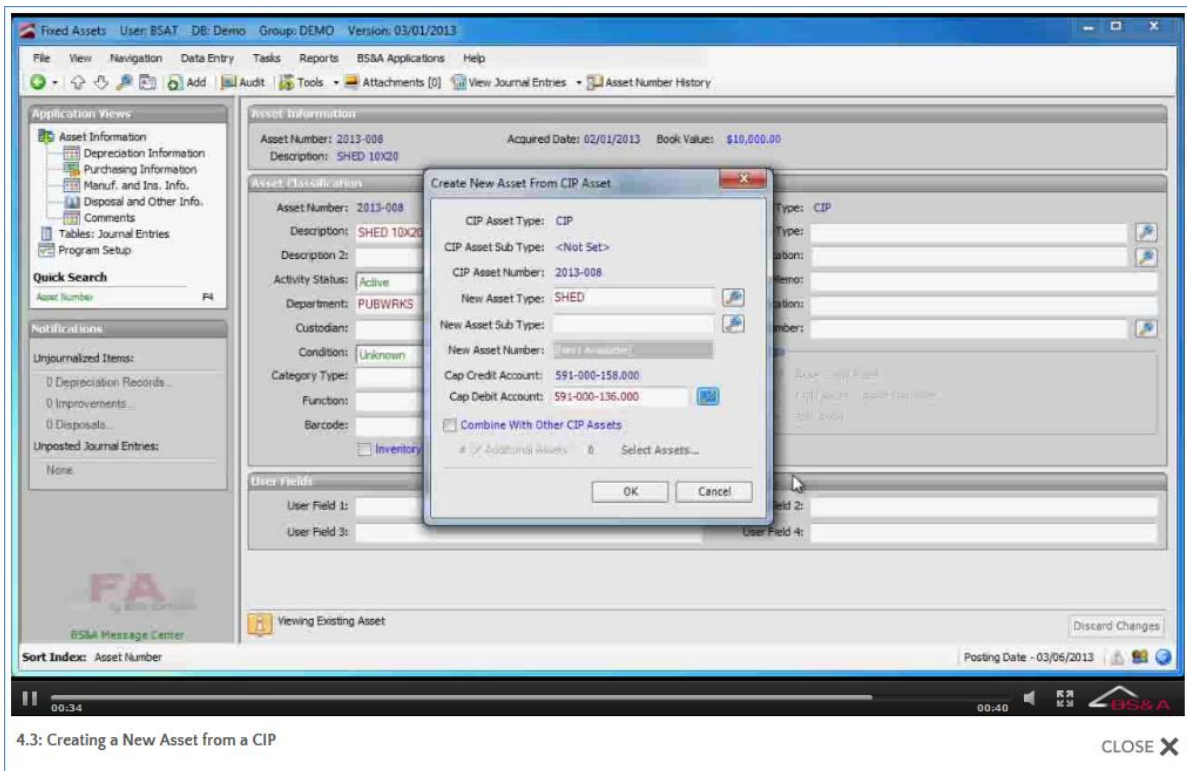 Fixed Assets User: BSAT DB: Demo Group: DEMO Version: 03/01/2013
File View Navigation Data Entry Tasks Reports BS&A Applications Help
Add Audit Tools Attachments [0] View Journal Entries Asset Number History
Application Views
Asset Information
Depreciation Information
Purchasing Information
Manuf. and Ins. Info.
Disposal and Other Info.
Comments
Tables: Journal Entries
Program Setup
Quick Search
Asset Number F4
Notifications
Unjournalized Items:
0 Depreciation Records...
0 Improvements...
0 Disposals...
Unposted Journal Entries:
None
FA
BS&A Message Center
Asset Information
Asset Number: 2013-008 Acquired Date: 02/01/2013 Book Value: $10,000.00
Description: SHED 10X20
Asset Classification
Asset Number: 2013-008
Description: SHED 10X20
Description 2:
Activity Status: Active
Department: PUBWRKS
Custodian:
Condition: Unknown
Category Type:
Function:
Barcode:
Inventory
Type: CIP
Type:
ation:
Memo:
ation:
mber:
Create New Asset From CIP Asset
CIP Asset Type: CIP
CIP Asset Sub Type: <Not Set>
CIP Asset Number: 2013-008
New Asset Type: SHED
New Asset Sub Type:
New Asset Number: [Next Available]
Cap Credit Account: 591-000-158.000
Cap Debit Account: 591-000-136.000
Combine With Other CIP Assets
# Of Additional Assets 0 Select Assets...
OK Cancel
User Fields
User Field 1:
User Field 3:
Field 2:
User Field 4:
Viewing Existing Asset
Discard Changes
Sort Index: Asset Number
Posting Date - 03/06/2013
00:34
00:40
BS&A
4.3: Creating a New Asset from a CIP
CLOSE